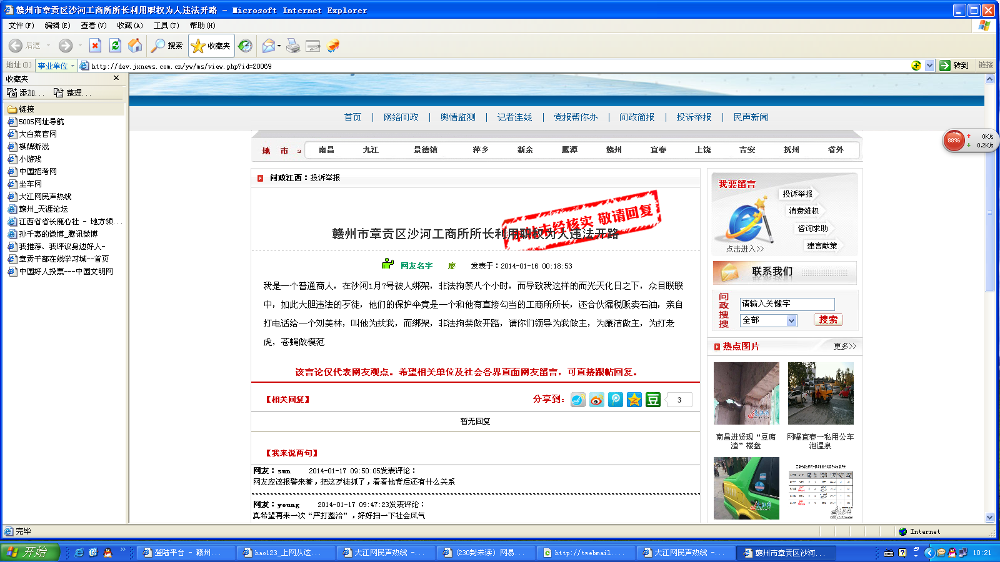 赣州市章贡区沙河工商所所长利用职权为人违法开路 - Microsoft Internet Explorer
文件(F) 编辑(E) 查看(V) 收藏(A) 工具(T) 帮助(H)
后退 搜索 收藏夹
地址(D) 事业单位 http://dev.jxnews.com.cn/yw/ms/view.php?id=20069 转到 链接
收藏夹
添加... 整理...
链接
5005网址导航
大白菜官网
棋牌游戏
小游戏
中国招考网
坐车网
大江网民声热线
赣州_天涯论坛
江西省省长鹿心社 - 地方领...
孙千惠的微博_腾讯微博
我推荐、我评议身边好人-
章贡干部在线学习城--首页
中国好人投票---中国文明网
首页 | 网络问政 | 舆情监测 | 记者连线 | 党报帮你办 | 问政简报 | 投诉举报 | 民声新闻
88% 0K/s
0.2K/s
地 市 南昌 九江 景德镇 萍乡 新余 鹰潭 赣州 宜春 上饶 吉安 抚州 省外
问政江西：投诉举报
本帖未经核实 敬请回复
赣州市章贡区沙河工商所所长利用职权为人违法开路
网友名字 廖 发表于：2014-01-16 00:18:53
我是一个普通商人，在沙河1月7号被人绑架，非法拘禁八个小时，而导致我这样的而光天化日之下，众目睽睽
中，如此大胆违法的歹徒，他们的保护伞竟是一个和他有直接勾当的工商所所长，还合伙漏税贩卖石油，亲自
打电话给一个刘美林，叫他为找我，而绑架，非法拘禁做开路，请你们领导为我做主，为廉洁做主，为打老
虎，苍蝇做模范
该言论仅代表网友观点。希望相关单位及社会各界直面网友留言，可直接跟帖回复。
【相关回复】 分享到： 豆 3
暂无回复
【我来说两句】
网友：sun 2014-01-17 09:50:05发表评论：
网友应该报警来着，把这歹徒抓了，看看他背后还有什么关系
网友：young 2014-01-17 09:47:23发表评论：
真希望再来一次“严打整治”，好好扫一下社会风气
我要留言
投诉举报
消费维权
咨询求助
建言献策
点击进入>>
联系我们
问政搜搜
请输入关键字
全部 搜索
热点图片 更多>>
南昌进贤现“豆腐
渣”楼盘
网曝宜春一私用公车
泡温泉
完毕 Internet
开始 登陆平台 - 赣州... hao123_上网从这... 大江网民声热线 -... (230封未读) 网易... http://twebmail.... 大江网民声热线 -... 赣州市章贡区沙河... 10:21